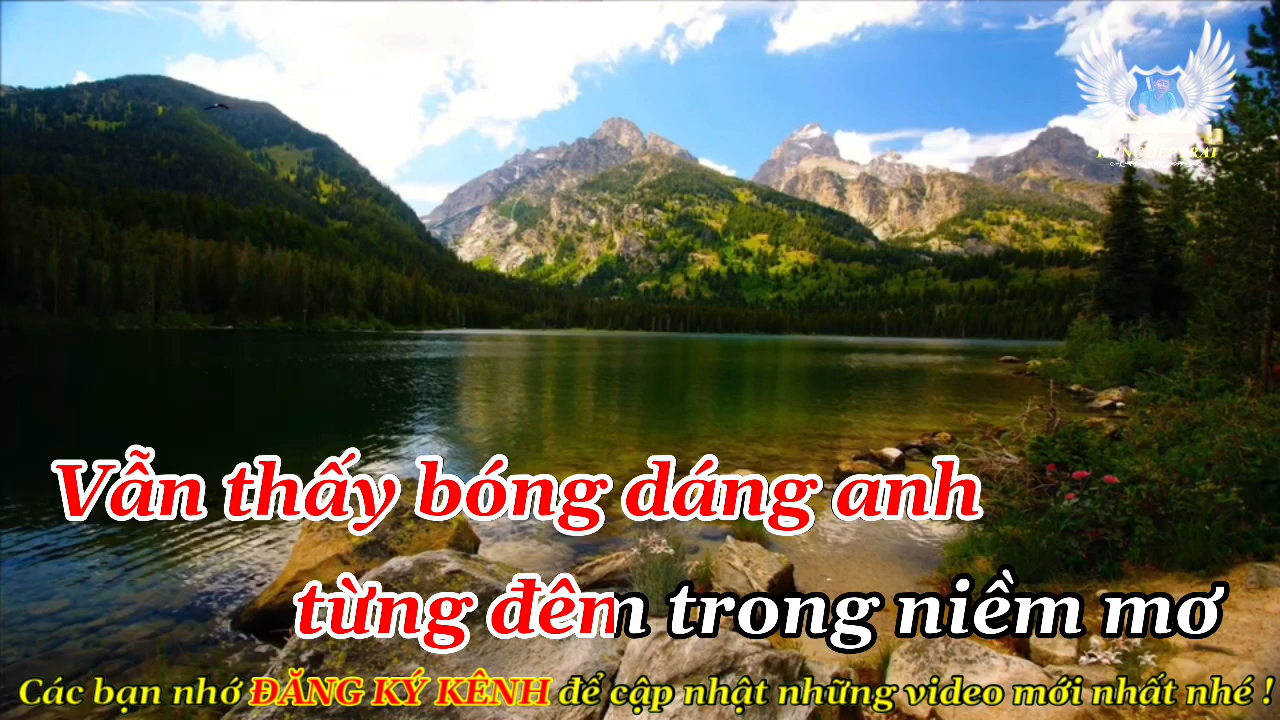 Vẫn thấy bóng dáng anh
từng đêm trong niềm mơ
Các bạn nhớ ĐĂNG KÝ KÊNH để cập nhật những video mới nhất nhé !